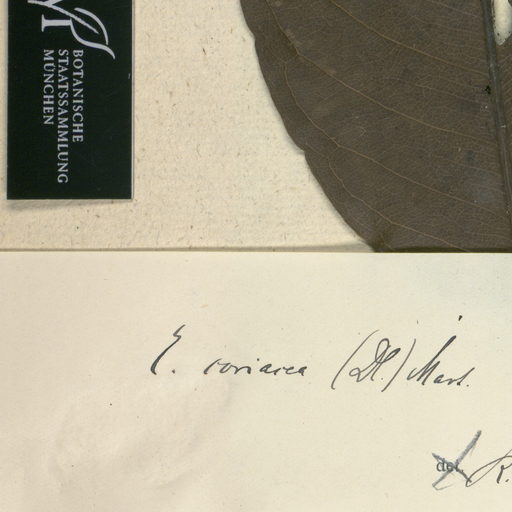 BOTANISCHE
STAATSSAMMLUNG
MÜNCHEN
E. coriacea (DC.) Mart.
det. R.